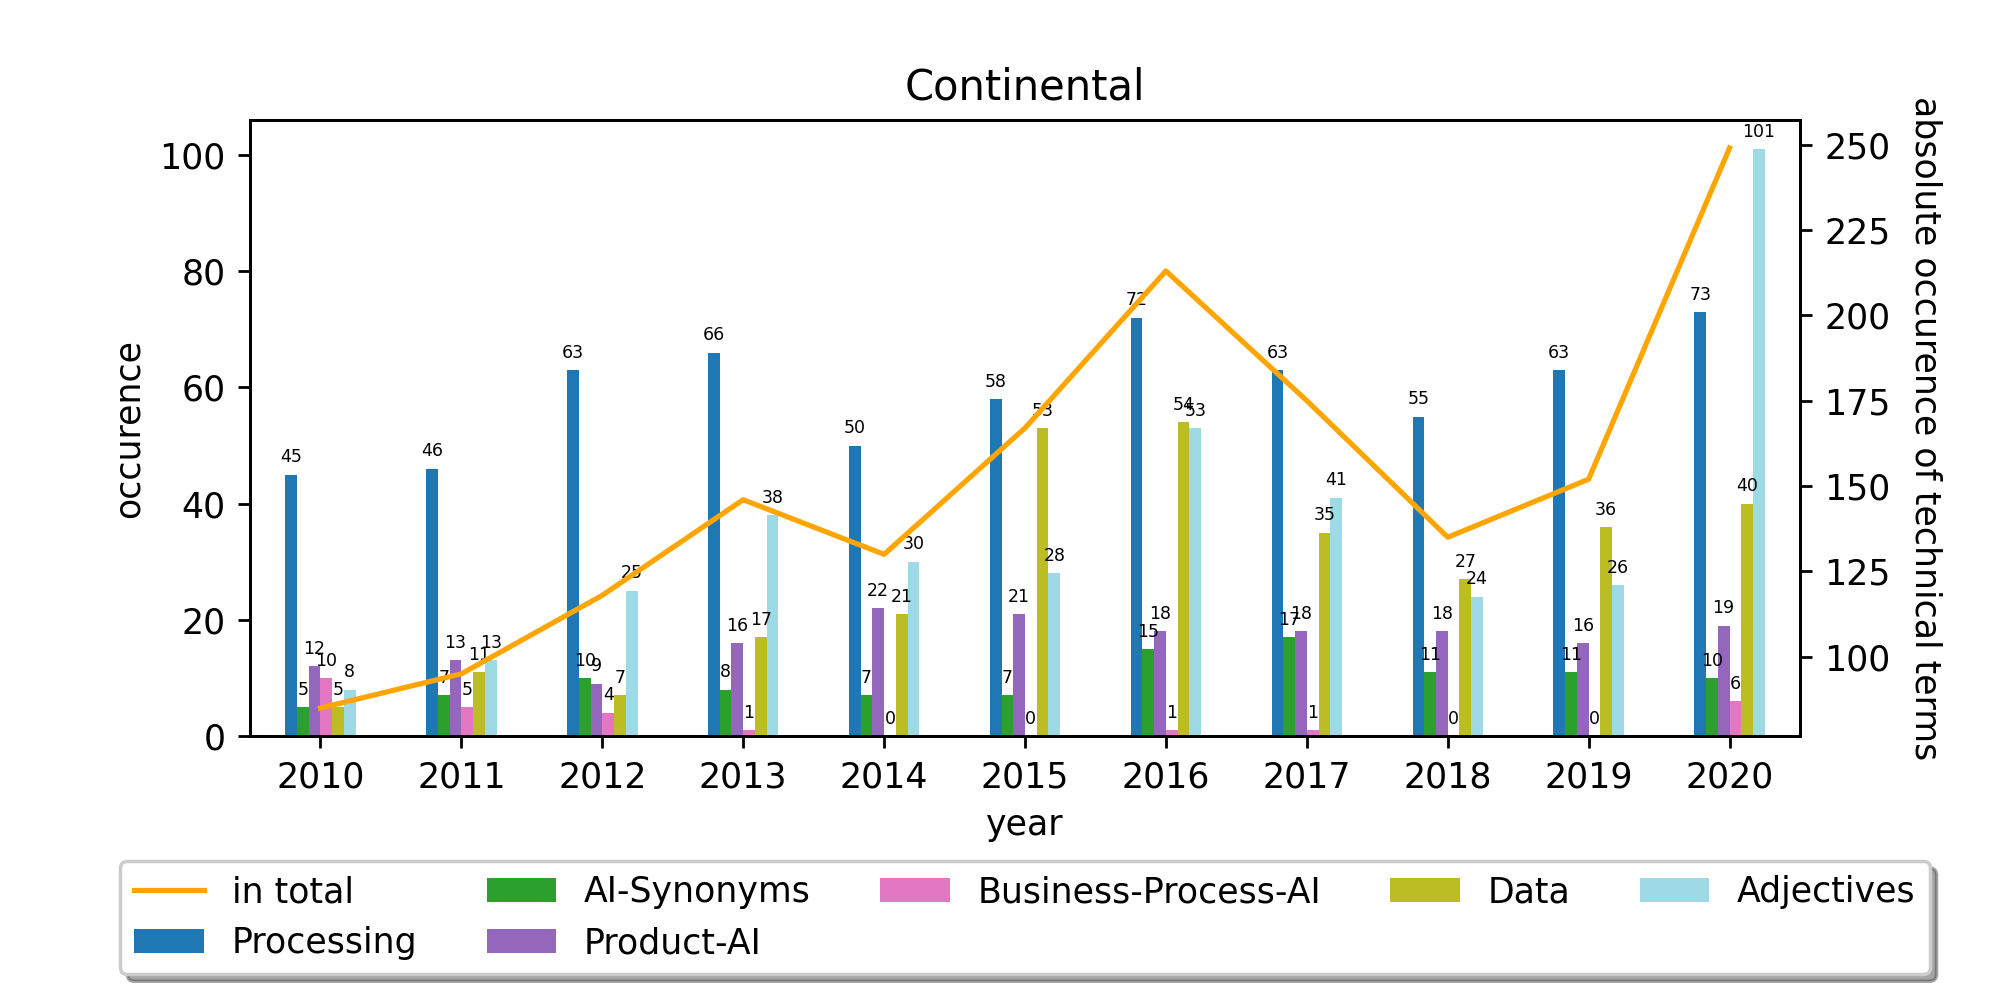 Continental
occurence
absolute occurence of technical terms
100
80
60
40
20
0
250
225
200
175
150
125
100
45 5 12 10 5 8
46 7 13 5 11 13
63 10 9 4 7 25
66 8 16 1 17 38
50 7 22 0 21 30
58 7 21 0 53 28
72 15 18 1 54 53
63 17 18 1 35 41
55 11 18 0 27 24
63 11 16 0 36 26
73 10 19 6 40 101
2010 2011 2012 2013 2014 2015 2016 2017 2018 2019 2020
year
in total AI-Synonyms Business-Process-AI Data Adjectives
Processing Product-AI